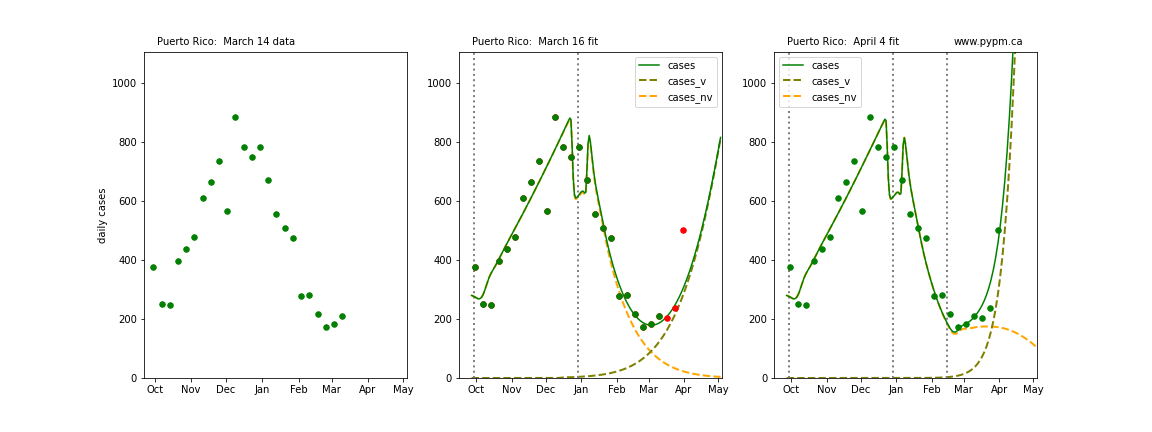 Puerto Rico:  March 14 data
1000
800
600
400
200
0
daily cases
Oct Nov Dec Jan Feb Mar Apr May
Puerto Rico:  March 16 fit
cases
cases_v
cases_nv
1000
800
600
400
200
0
Oct Nov Dec Jan Feb Mar Apr May
Puerto Rico:  April 4 fit www.pypm.ca
cases
cases_v
cases_nv
1000
800
600
400
200
0
Oct Nov Dec Jan Feb Mar Apr May